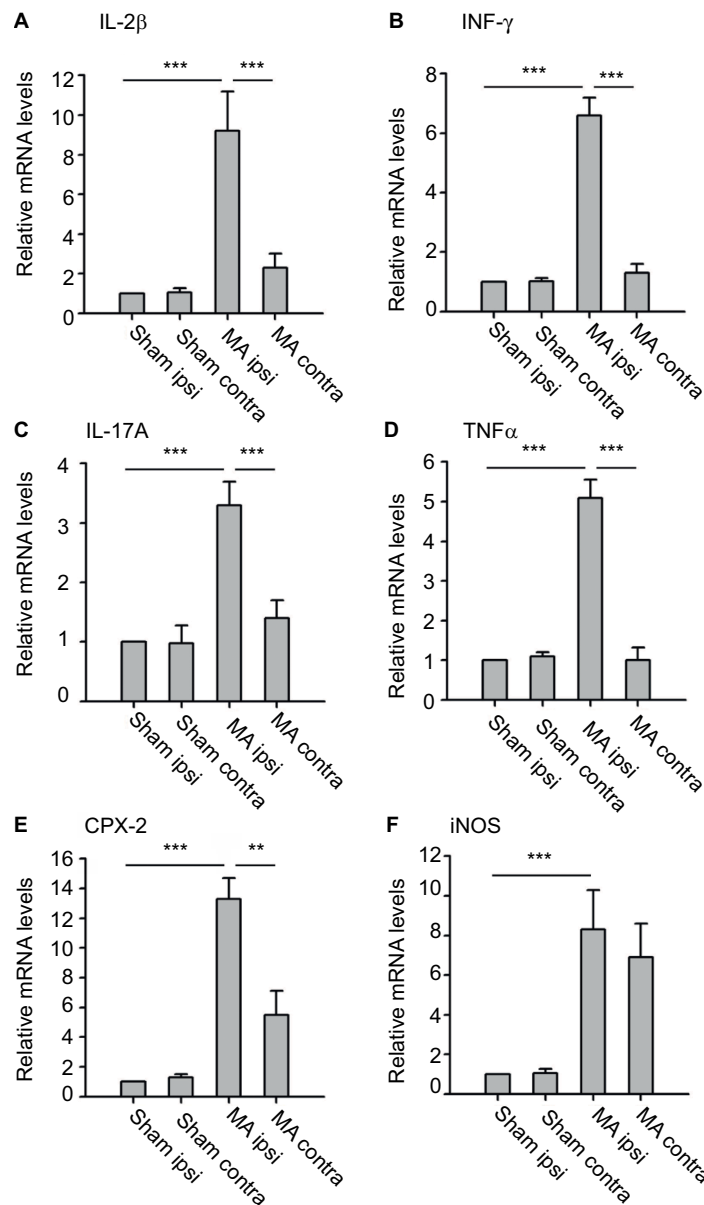 A IL-2β
Relative mRNA levels
12
10
8
6
4
2
0
*** ***
Sham ipsi
Sham contra
MA ipsi
MA contra
B INF-γ
Relative mRNA levels
8
6
4
2
0
*** ***
Sham ipsi
Sham contra
MA ipsi
MA contra
C IL-17A
Relative mRNA levels
4
3
2
1
0
*** ***
Sham ipsi
Sham contra
MA ipsi
MA contra
D TNFα
Relative mRNA levels
6
5
4
3
2
1
0
*** ***
Sham ipsi
Sham contra
MA ipsi
MA contra
E CPX-2
Relative mRNA levels
16
14
12
10
8
6
4
2
0
*** **
Sham ipsi
Sham contra
MA ipsi
MA contra
F iNOS
Relative mRNA levels
12
10
8
6
4
2
0
***
Sham ipsi
Sham contra
MA ipsi
MA contra